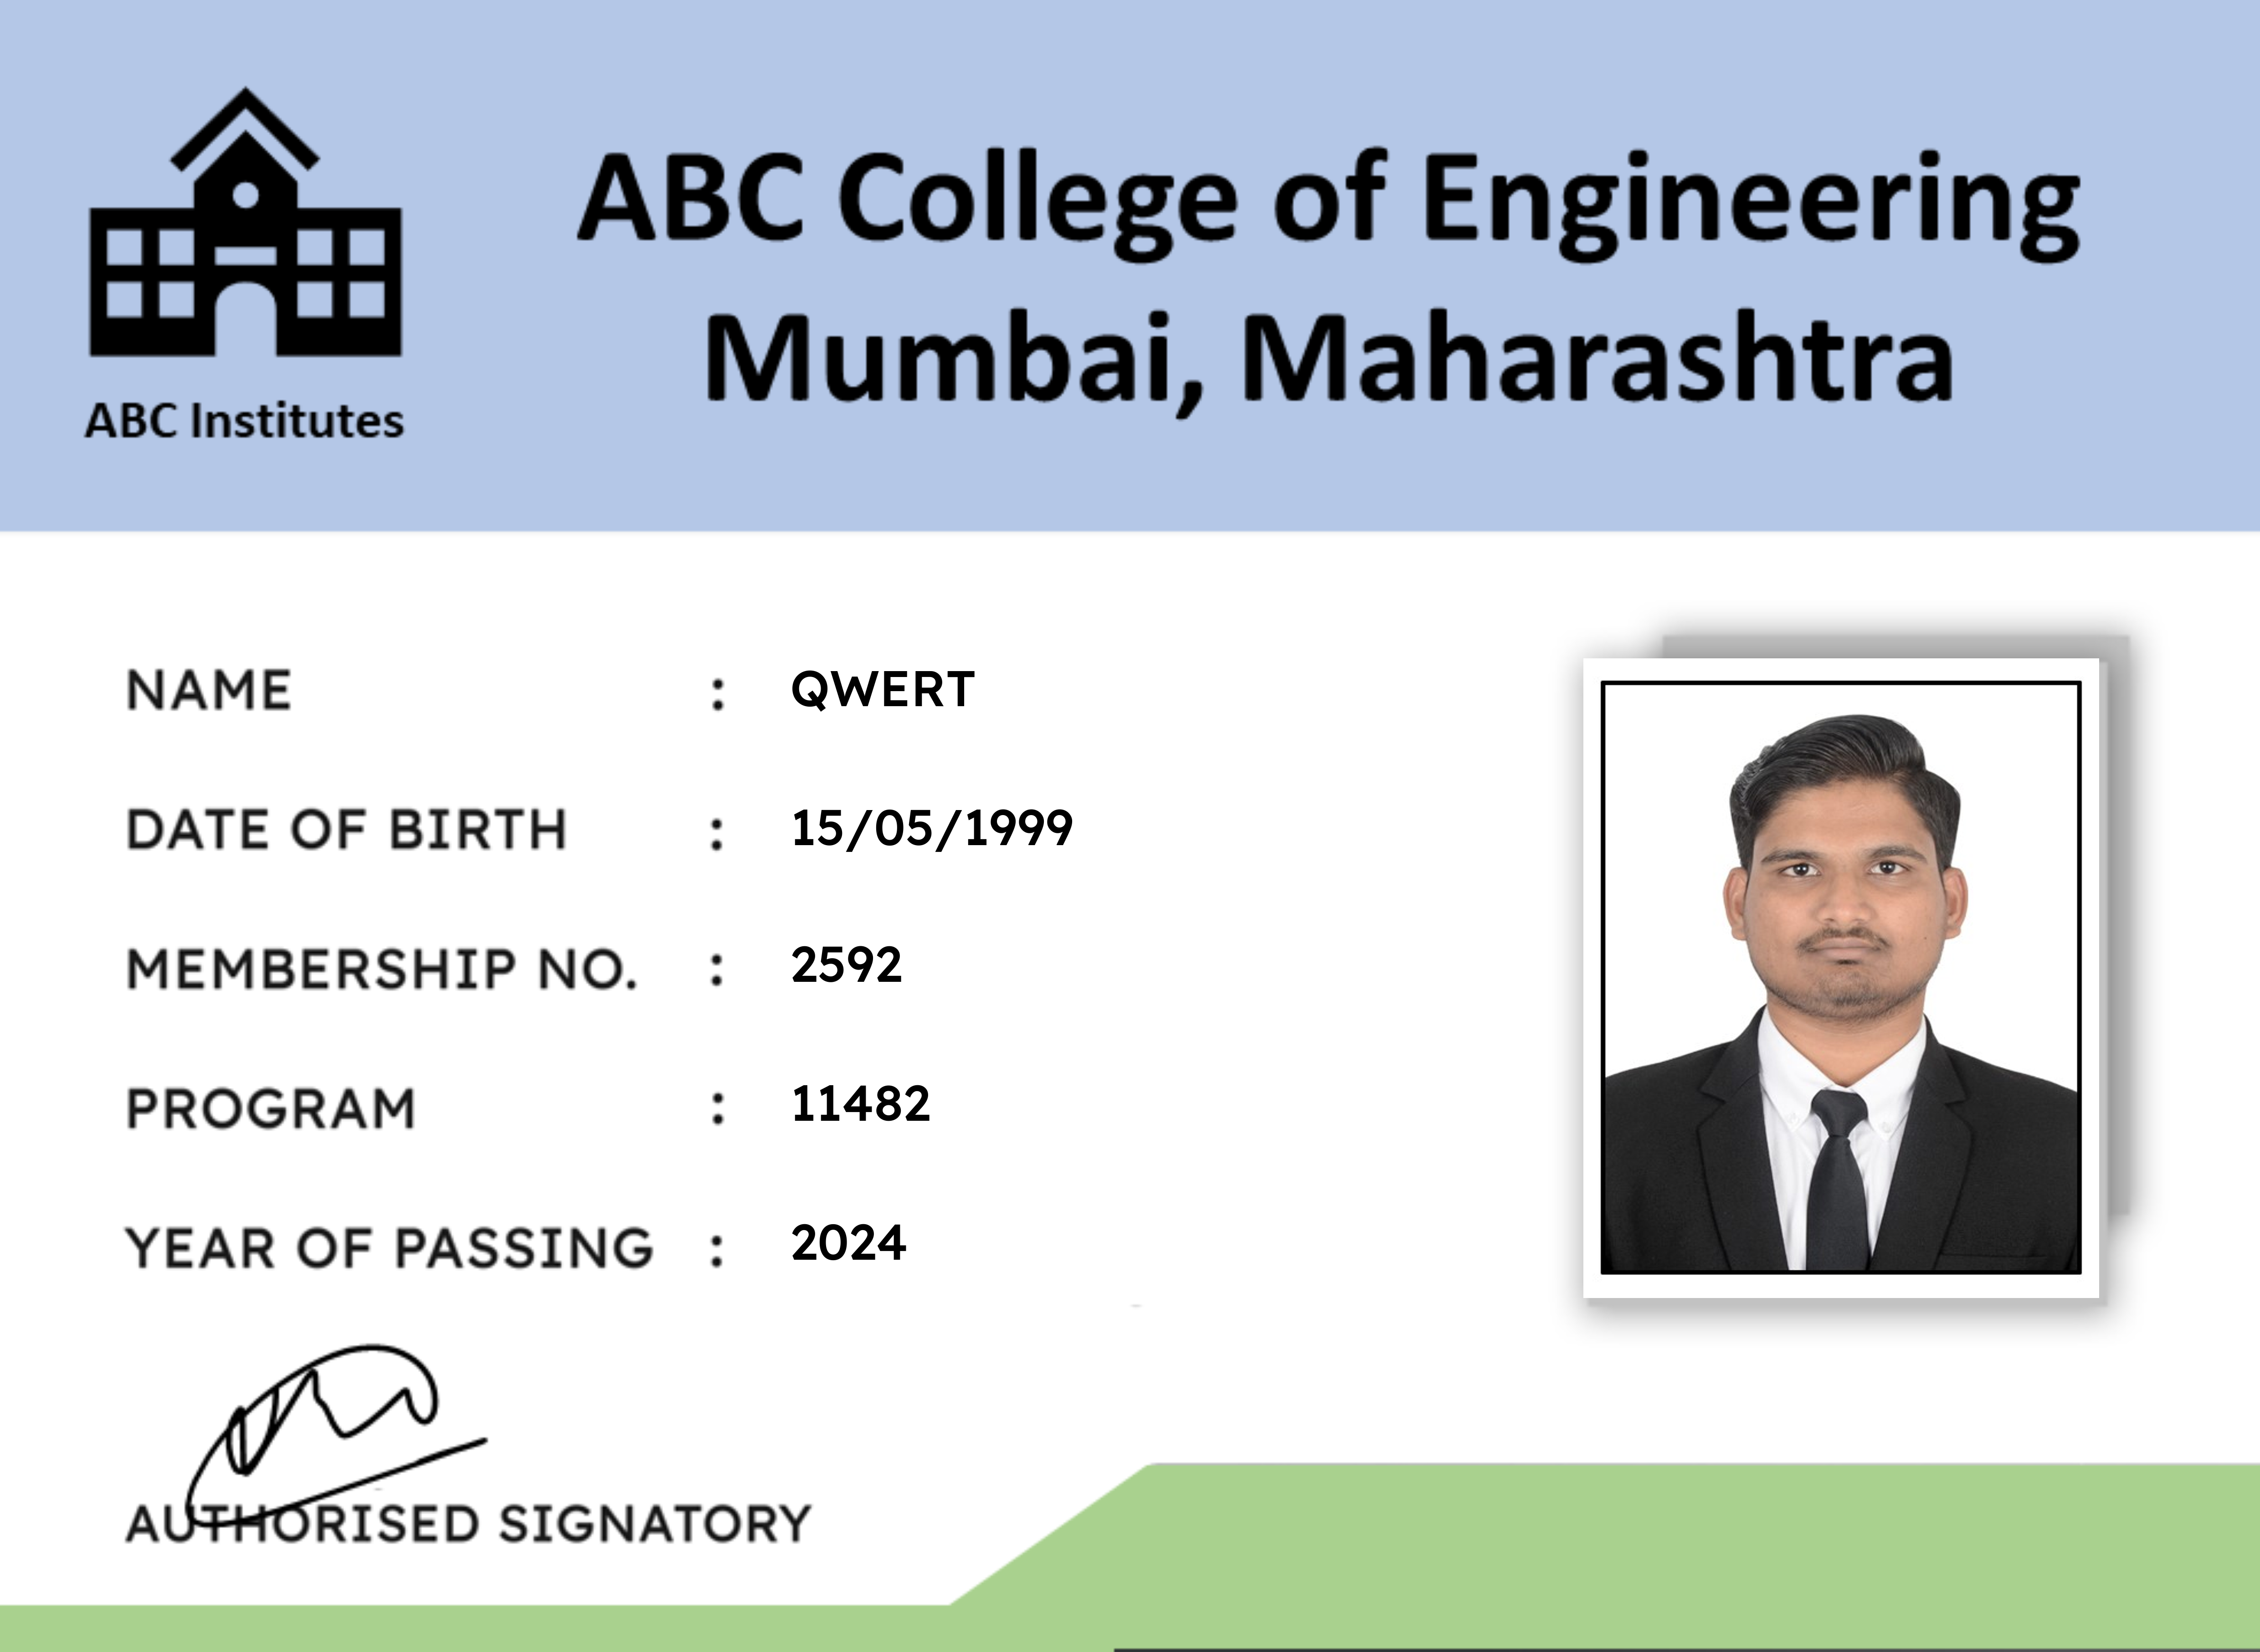 ABC College of Engineering
Mumbai, Maharashtra
ABC Institutes
NAME : QWERT
DATE OF BIRTH : 15/05/1999
MEMBERSHIP NO. : 2592
PROGRAM : 11482
YEAR OF PASSING : 2024
AUTHORISED SIGNATORY